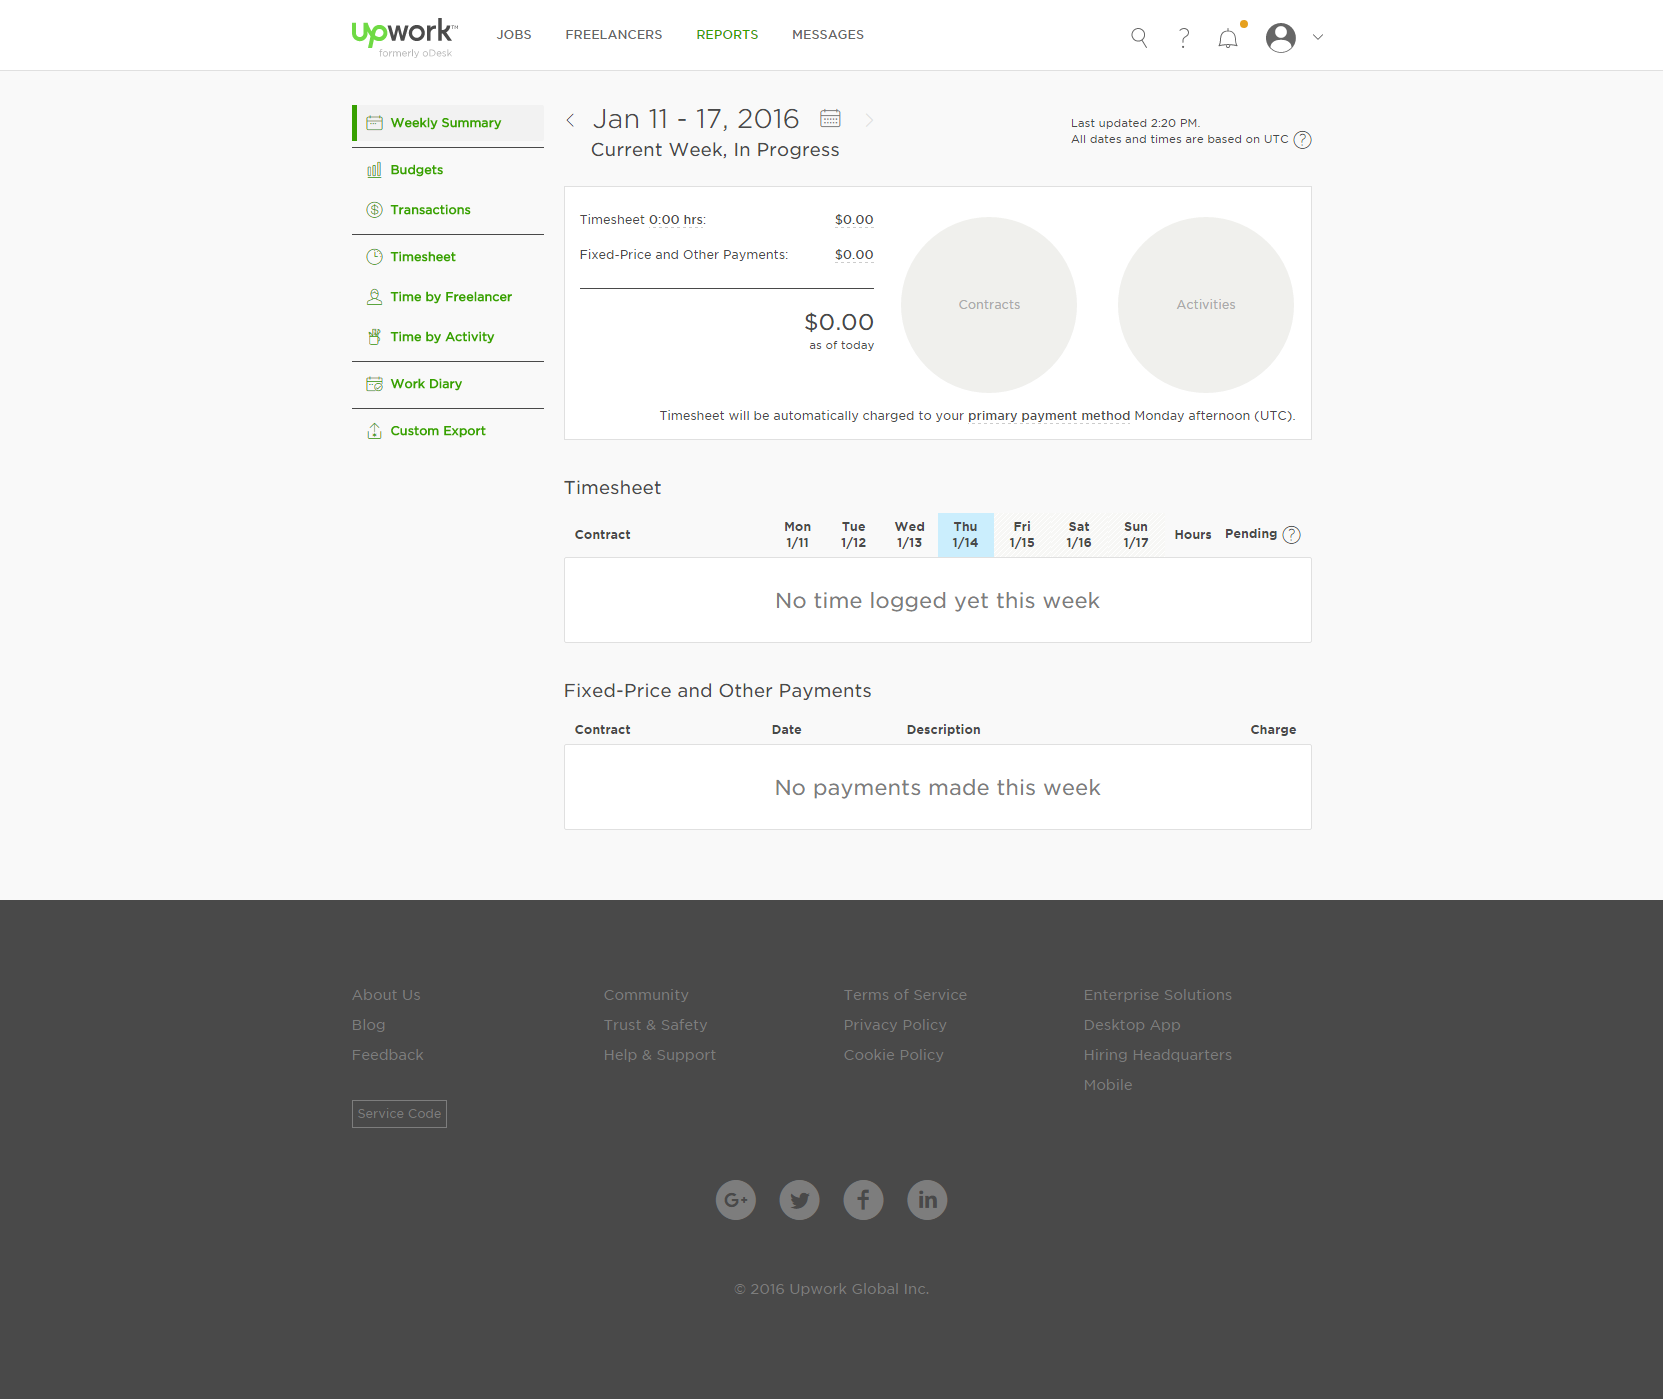 upwork™
formerly oDesk
JOBS FREELANCERS REPORTS MESSAGES
Weekly Summary
Budgets
Transactions
Timesheet
Time by Freelancer
Time by Activity
Work Diary
Custom Export
Jan 11 - 17, 2016
Current Week, In Progress
Last updated 2:20 PM.
All dates and times are based on UTC ?
Timesheet 0:00 hrs: $0.00
Fixed-Price and Other Payments: $0.00
$0.00
as of today
Contracts
Activities
Timesheet will be automatically charged to your primary payment method Monday afternoon (UTC).
Timesheet
Contract Mon 1/11 Tue 1/12 Wed 1/13 Thu 1/14 Fri 1/15 Sat 1/16 Sun 1/17 Hours Pending ?
No time logged yet this week
Fixed-Price and Other Payments
Contract Date Description Charge
No payments made this week
About Us
Blog
Feedback
Community
Trust & Safety
Help & Support
Terms of Service
Privacy Policy
Cookie Policy
Enterprise Solutions
Desktop App
Hiring Headquarters
Mobile
Service Code
G+ f in
© 2016 Upwork Global Inc.